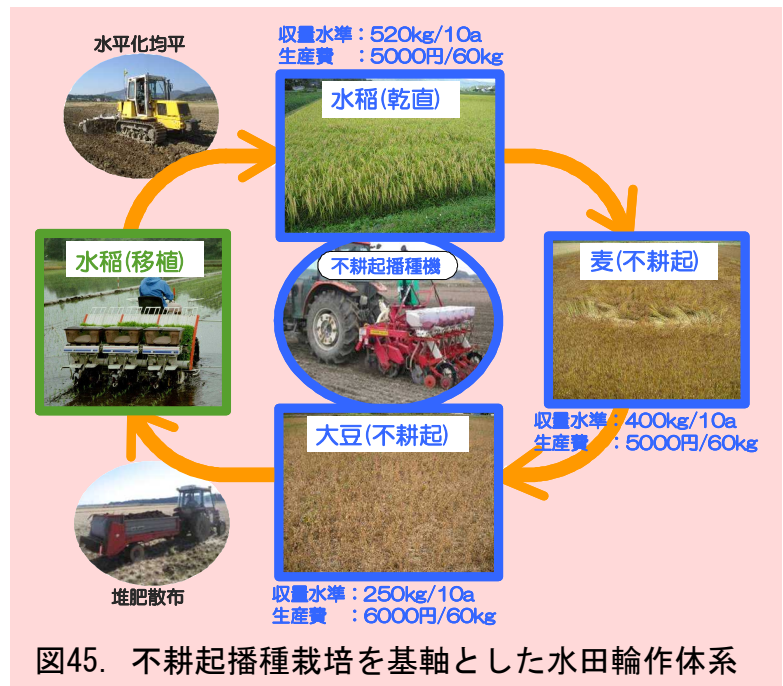 水平化均平
収量水準：520kg/10a
生産費　：5000円/60kg
水稲(乾直)
水稲(移植)
不耕起播種機
麦(不耕起)
収量水準：400kg/10a
生産費　：5000円/60kg
大豆(不耕起)
堆肥散布
収量水準：250kg/10a
生産費　：6000円/60kg
図45. 不耕起播種栽培を基軸とした水田輪作体系